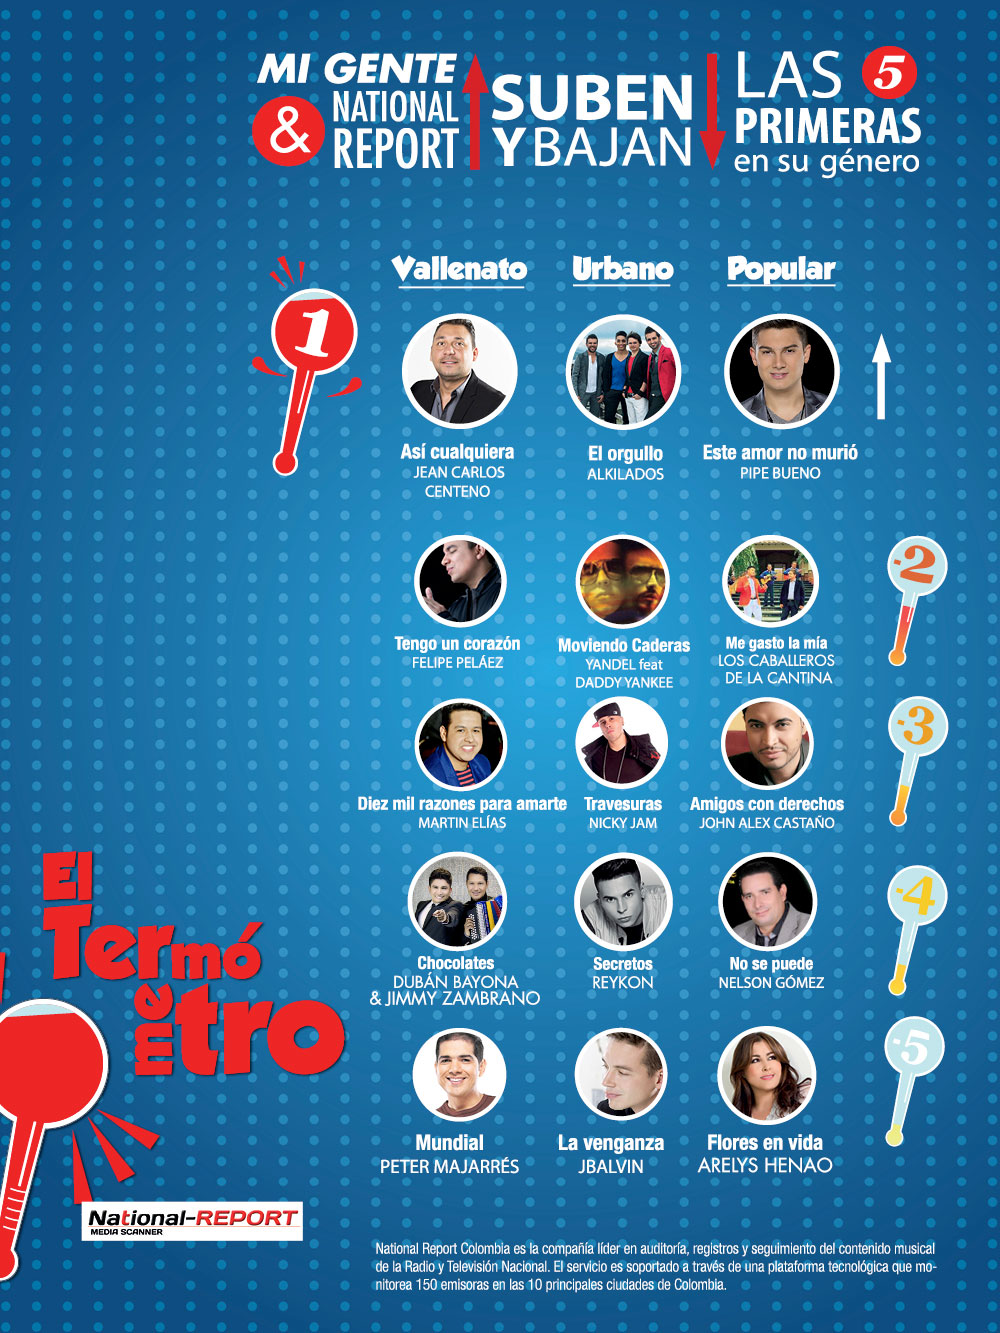 MI GENTE
& NATIONAL
REPORT
SUBEN
Y BAJAN
LAS 5
PRIMERAS
en su género
Vallenato Urbano Popular
1
Así cualquiera
JEAN CARLOS
CENTENO
El orgullo
ALKILADOS
Este amor no murió
PIPE BUENO
Tengo un corazón
FELIPE PELÁEZ
Moviendo Caderas
YANDEL feat
DADDY YANKEE
Me gasto la mía
LOS CABALLEROS
DE LA CANTINA
-2
Diez mil razones para amarte
MARTIN ELÍAS
Travesuras
NICKY JAM
Amigos con derechos
JOHN ALEX CASTAÑO
-3
Chocolates
DUBÁN BAYONA
& JIMMY ZAMBRANO
Secretos
REYKON
No se puede
NELSON GÓMEZ
-4
Mundial
PETER MAJARRÉS
La venganza
JBALVIN
Flores en vida
ARELYS HENAO
-5
El
Termó
metro
National-REPORT
MEDIA SCANNER
National Report Colombia es la compañía líder en auditoría, registros y seguimiento del contenido musical
de la Radio y Televisión Nacional. El servicio es soportado a través de una plataforma tecnológica que mo-
nitorea 150 emisoras en las 10 principales ciudades de Colombia.